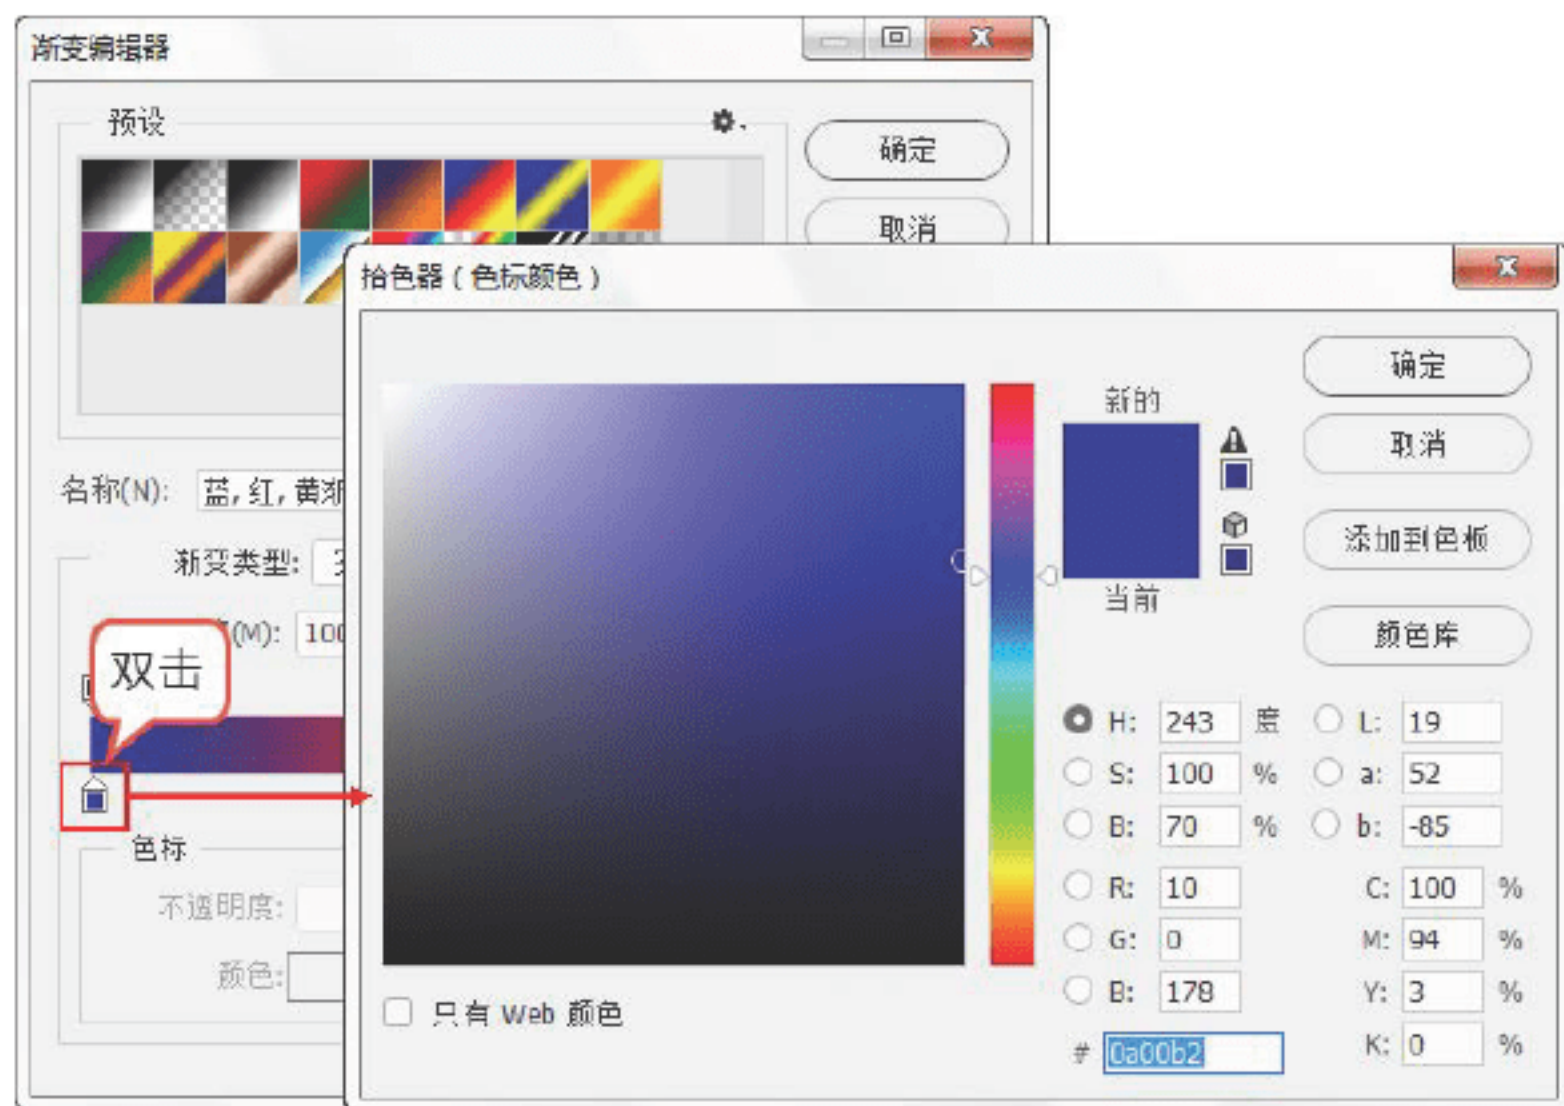 渐变编辑器
预设
确定
取消
拾色器（色标颜色）
新的
确定
取消
添加到色板
当前
颜色库
名称(N): 蓝,红,黄渐
渐变类型:
(M): 100
双击
H: 243 度 L: 19
S: 100 % a: 52
B: 70 % b: -85
R: 10 C: 100 %
G: 0 M: 94 %
B: 178 Y: 3 %
# 0a00b2 K: 0 %
色标
不透明度:
颜色:
只有 Web 颜色